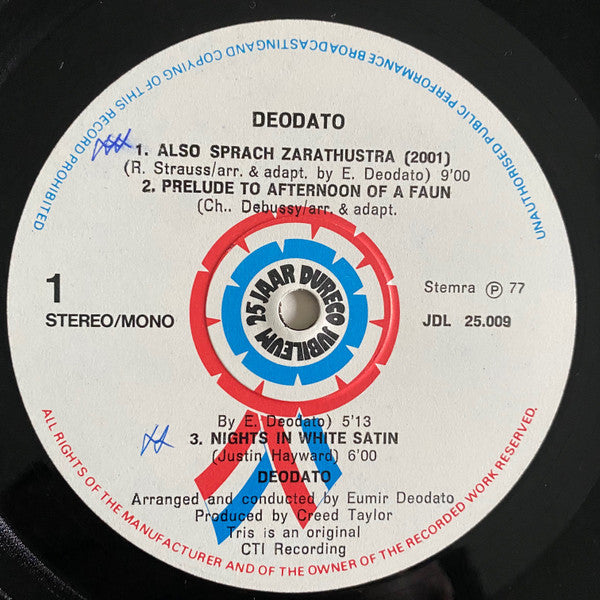 UNAUTHORISED PUBLIC PERFORMANCE BROADCASTING AND COPYING OF THIS RECORD PROHIBITED.
DEODATO
1. ALSO SPRACH ZARATHUSTRA (2001)
(R. Strauss/arr. & adapt. by E. Deodato) 9'00
2. PRELUDE TO AFTERNOON OF A FAUN
(Ch.. Debussy/arr. & adapt.
1
STEREO/MONO
25 JAAR DURECO JUBILEUM
Stemra Ⓟ 77
JDL 25.009
By E. Deodato) 5'13
3. NIGHTS IN WHITE SATIN
(Justin Hayward) 6'00
DEODATO
Arranged and conducted by Eumir Deodato
Produced by Creed Taylor
Tris is an original
CTI Recording
ALL RIGHTS OF THE MANUFACTURER AND OF THE OWNER OF THE RECORDED WORK RESERVED.